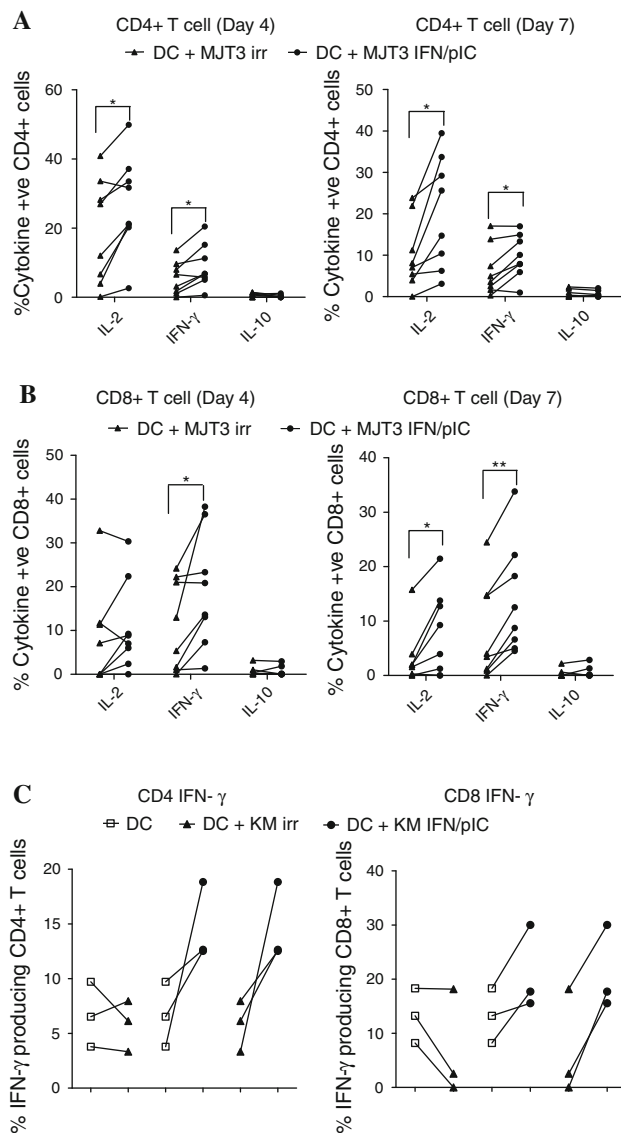 A
CD4+ T cell (Day 4)
CD4+ T cell (Day 7)
DC + MJT3 irr
DC + MJT3 IFN/pIC
%Cytokine +ve CD4+ cells
60
40
20
0
*
*
IL-2
IFN-γ
IL-10
% Cytokine +ve CD4+ cells
50
40
30
20
10
0
*
*
IL-2
IFN-γ
IL-10
B
CD8+ T cell (Day 4)
CD8+ T cell (Day 7)
DC + MJT3 irr
DC + MJT3 IFN/pIC
% Cytokine +ve CD8+ cells
50
40
30
20
10
0
*
IL-2
IFN-γ
IL-10
% Cytokine +ve CD8+ cells
40
30
20
10
0
*
**
IL-2
IFN-γ
IL-10
C
CD4 IFN- γ
CD8 IFN- γ
DC
DC + KM irr
DC + KM IFN/pIC
% IFN-γ producing CD4+ T cells
20
15
10
5
0
% IFN-γ producing CD8+ T cells
40
30
20
10
0